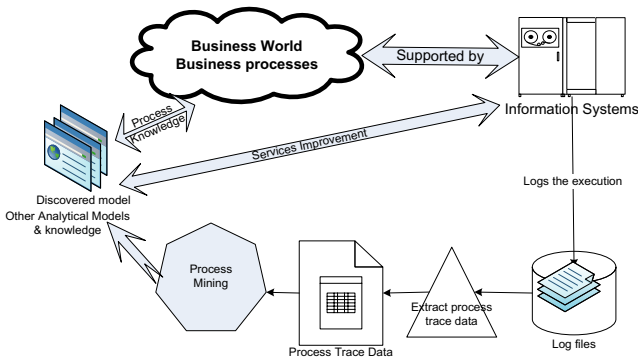 Business World
Business processes
Supported by
Information Systems
Process
Knowledge
Services Improvement
Discovered model
Other Analytical Models
& knowledge
Logs the execution
Process
Mining
Extract process
trace data
Process Trace Data
Log files